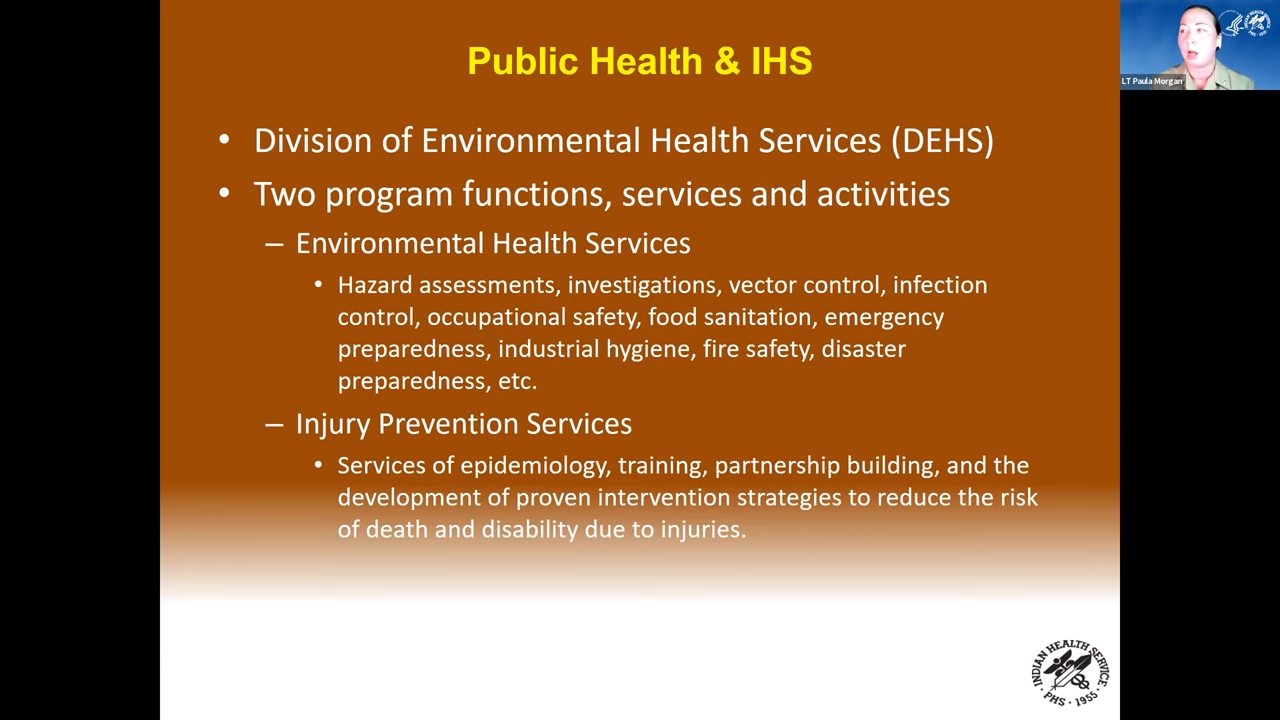 Public Health & IHS
LT Paula Morgan
• Division of Environmental Health Services (DEHS)
• Two program functions, services and activities
– Environmental Health Services
• Hazard assessments, investigations, vector control, infection
control, occupational safety, food sanitation, emergency
preparedness, industrial hygiene, fire safety, disaster
preparedness, etc.
– Injury Prevention Services
• Services of epidemiology, training, partnership building, and the
development of proven intervention strategies to reduce the risk
of death and disability due to injuries.
INDIAN HEALTH SERVICE
• PHS • 1955 •